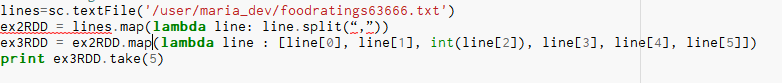 lines=sc.textFile('/user/maria_dev/foodratings63666.txt')
ex2RDD = lines.map(lambda line: line.split(“,”))
ex3RDD = ex2RDD.map(lambda line : [line[0], line[1], int(line[2]), line[3], line[4], line[5]])
print ex3RDD.take(5)